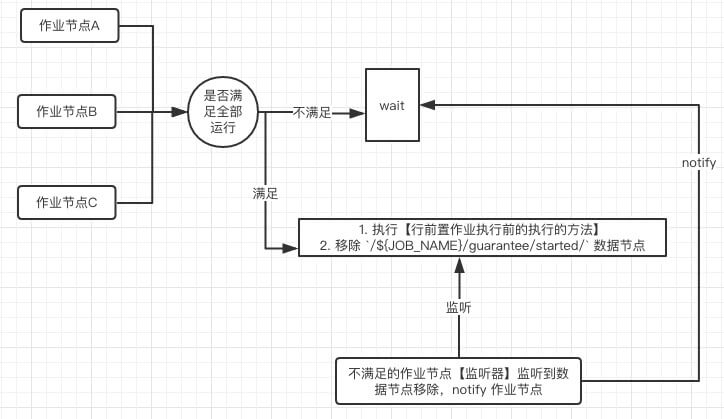 作业节点A
作业节点B
作业节点C
是否满
足全部
运行
不满足
wait
notify
满足
1. 执行【行前置作业执行前的执行的方法】
2. 移除 `/${JOB_NAME}/guarantee/started/` 数据节点
监听
不满足的作业节点【监听器】监听到数
据节点移除，notify 作业节点